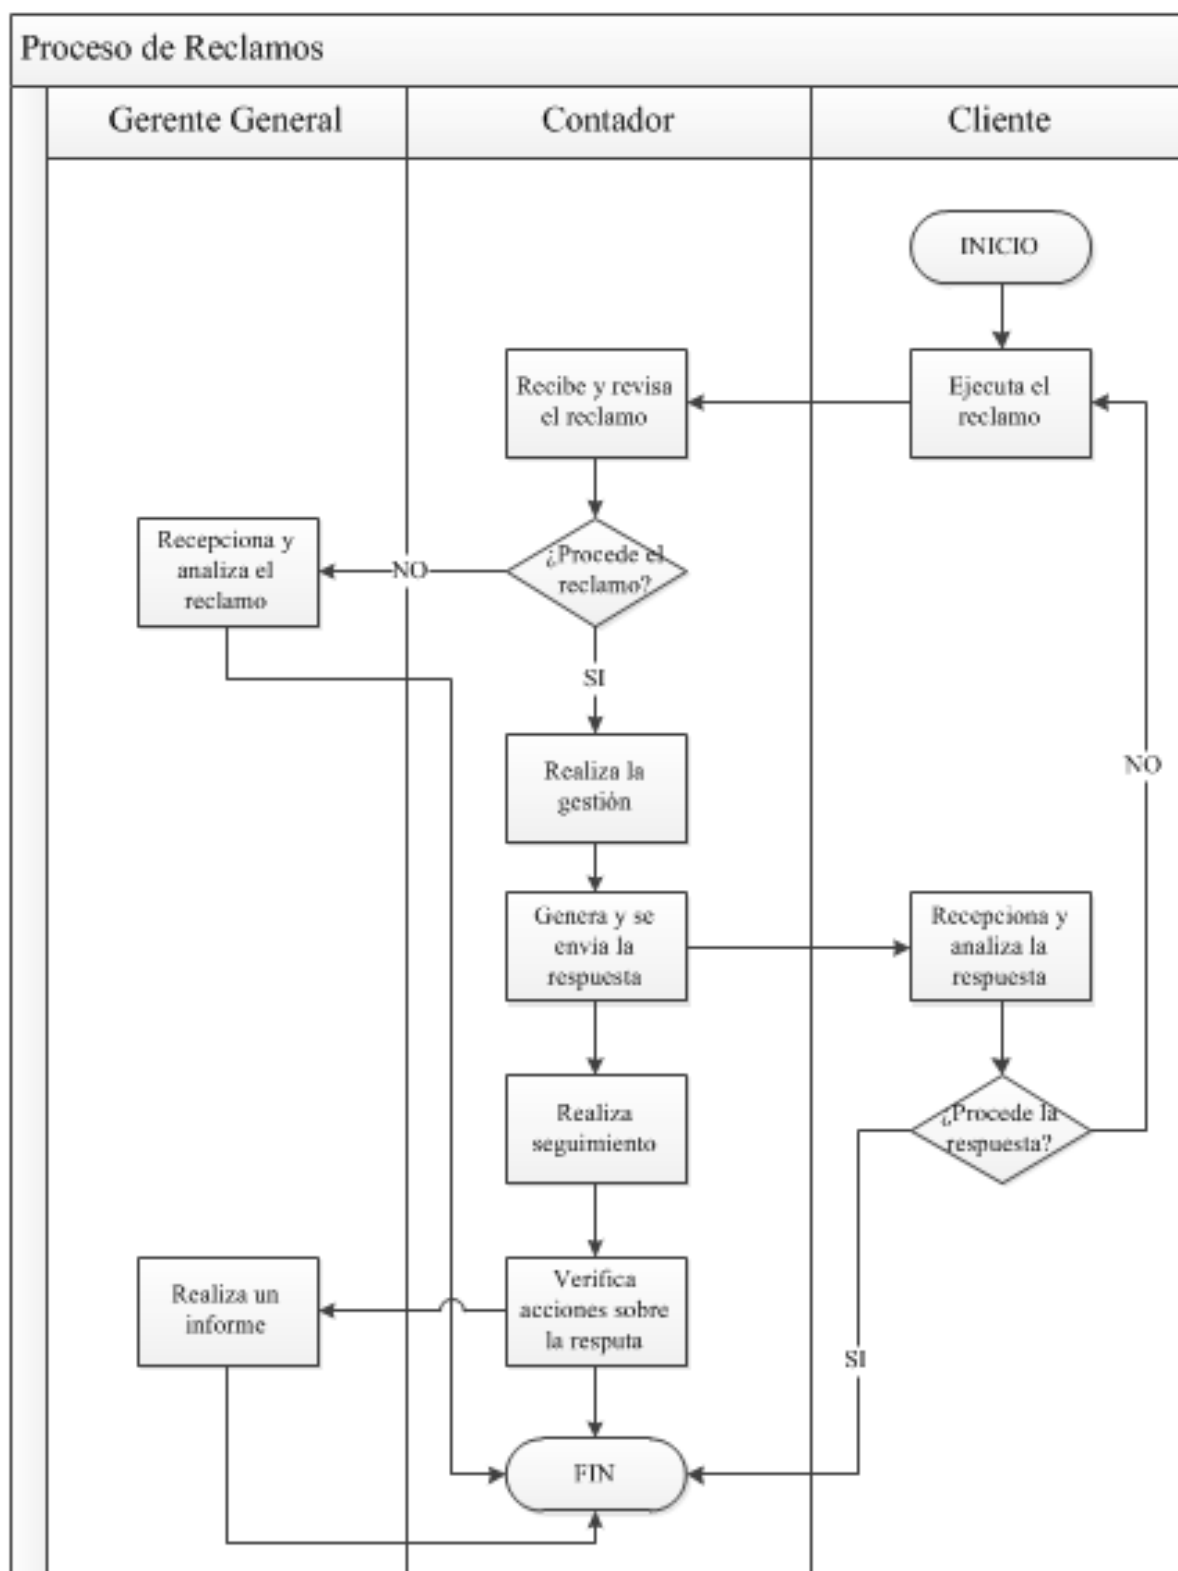 Proceso de Reclamos
Gerente General
Contador
Cliente
INICIO
Recibe y revisa
el reclamo
Ejecuta el
reclamo
Recepciona y
analiza el
reclamo
NO
¿Procede el
reclamo?
SI
Realiza la
gestión
NO
Genera y se
envia la
respuesta
Recepciona y
analiza la
respuesta
Realiza
seguimiento
¿Procede la
respuesta?
Realiza un
informe
Verifica
acciones sobre
la resputa
SI
FIN